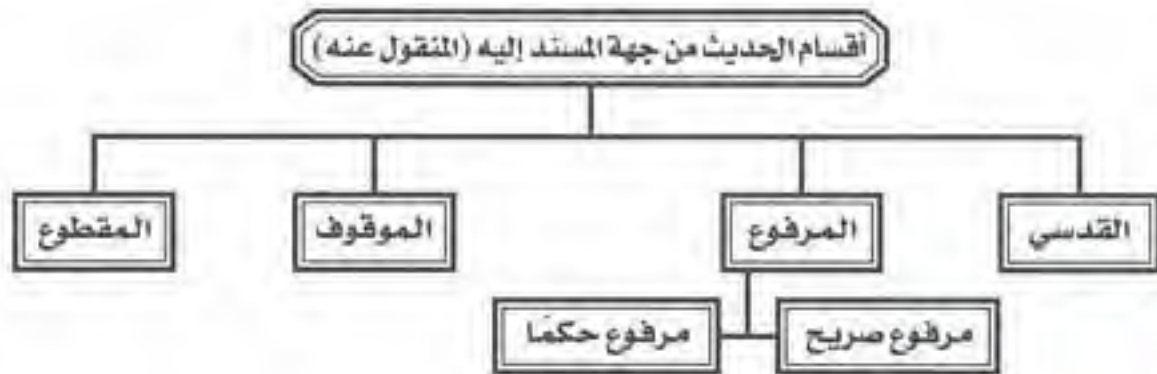 أقسام الحديث من جهة المسند إليه (المنقول عنه)
القدسي
المرفوع
الموقوف
المقطوع
مرفوع صريح
مرفوع حكمًا